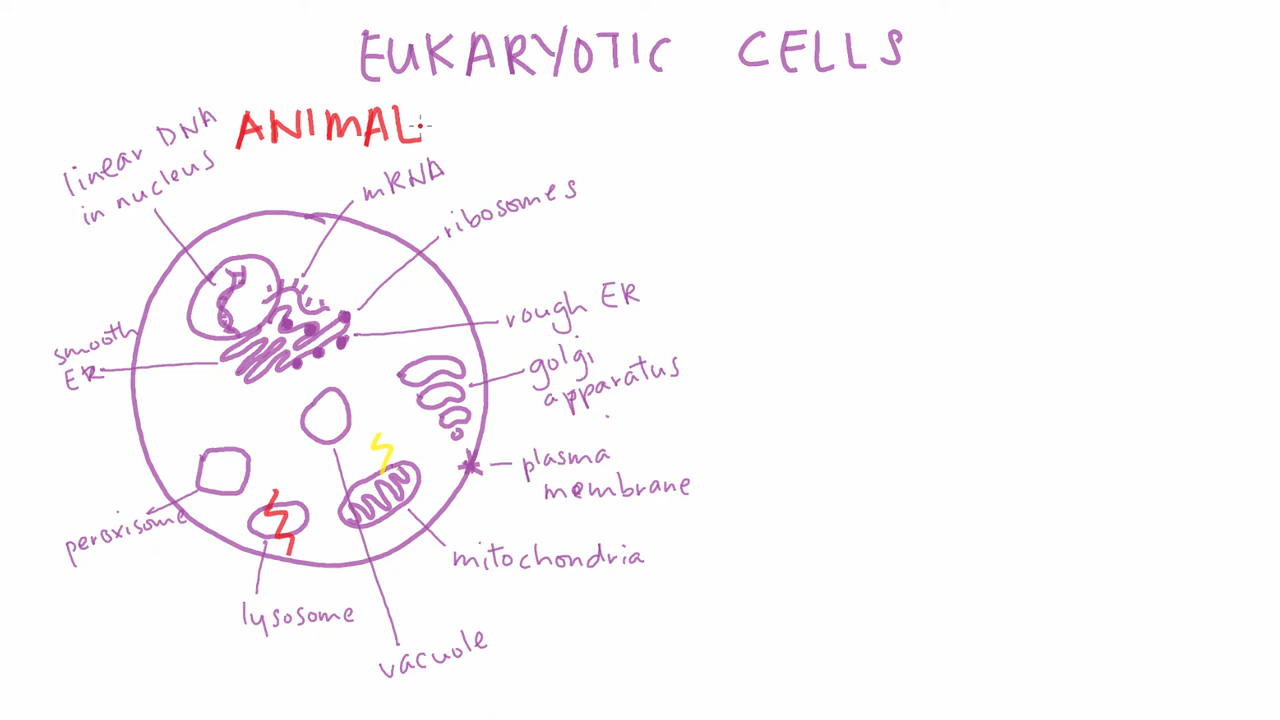 EUKARYOTIC CELLS
ANIMAL
linear DNA
in nucleus
mRNA
ribosomes
rough ER
smooth
ER
golgi
apparatus
plasma
membrane
peroxisome
mitochondria
lysosome
vacuole